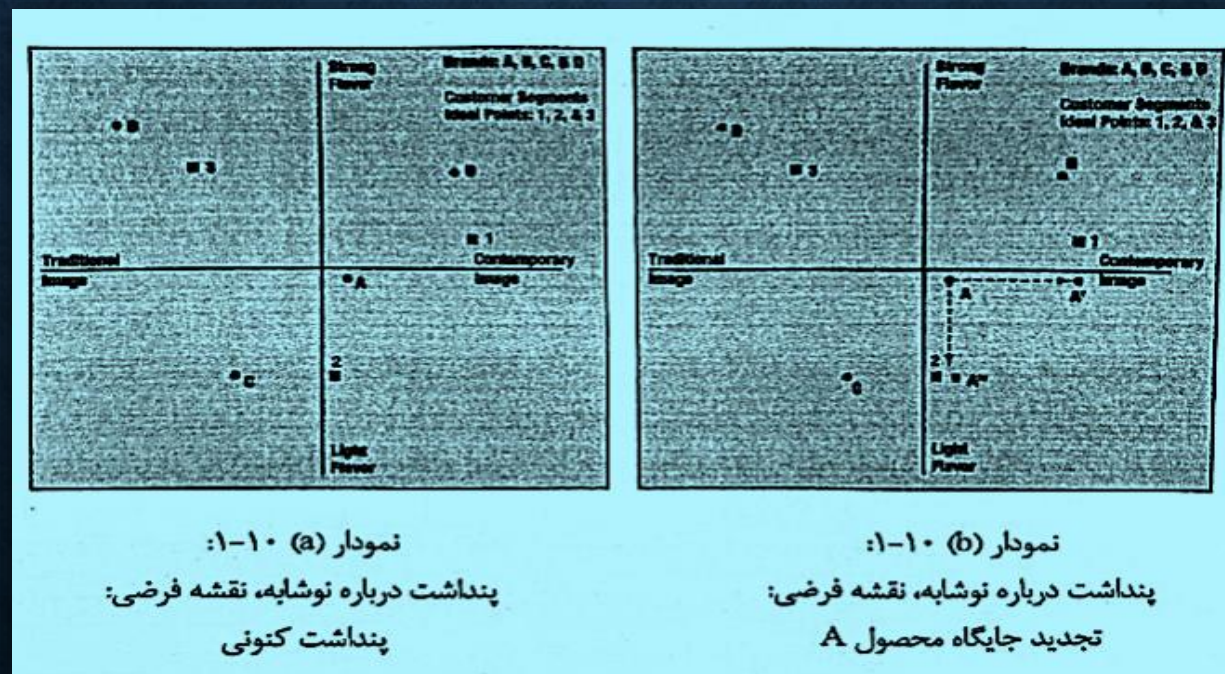 Strong
Flavor
Brands: A, B, C, & D
Customer Segments
Ideal Points: 1, 2, & 3
3
1
Traditional
Image
Contemporary
Image
A
2
C
Light
Flavor
Strong
Flavor
Brands: A, B, C, & D
Customer Segments
Ideal Points: 1, 2, & 3
3
1
Traditional
Image
Contemporary
Image
A
A'
2
A''
C
Light
Flavor
نمودار (a) ۱۰-۱:
پنداشت درباره نوشابه، نقشه فرضی:
پنداشت کنونی
نمودار (b) ۱۰-۱:
پنداشت درباره نوشابه، نقشه فرضی:
تجدید جایگاه محصول A